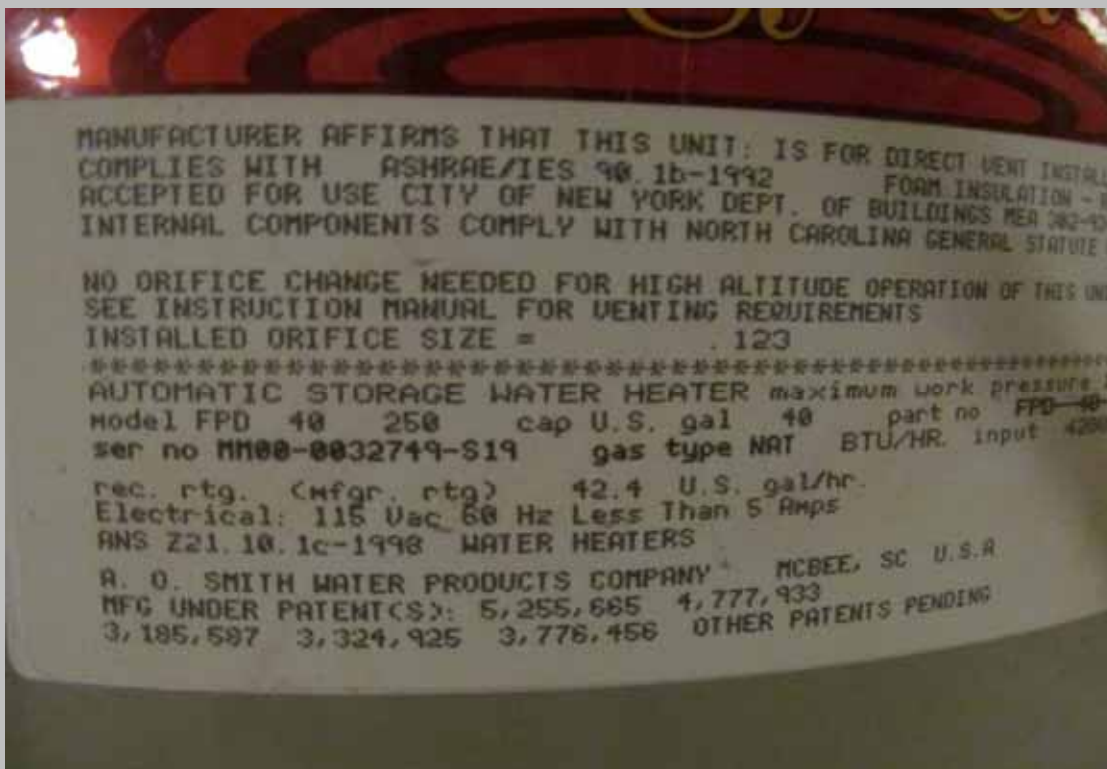 MANUFACTURER AFFIRMS THAT THIS UNIT: IS FOR DIRECT VENT
COMPLIES WITH ASHRAE/IES 90.1b-1992 FOAM INSULATION -
ACCEPTED FOR USE CITY OF NEW YORK DEPT. OF BUILDINGS MEA
INTERNAL COMPONENTS COMPLY WITH NORTH CAROLINA GENERAL STATUTE
NO ORIFICE CHANGE NEEDED FOR HIGH ALTITUDE OPERATION OF THIS
SEE INSTRUCTION MANUAL FOR VENTING REQUIREMENTS
INSTALLED ORIFICE SIZE = .123
AUTOMATIC STORAGE WATER HEATER maximum work pressure
Model FPD 40 250 cap U.S. gal 40 part no FPD-40-
ser no MM00-0032749-S19 gas type NAT BTU/HR. input
rec. rtg. (Mfgr. rtg) 42.4 U.S. gal/hr.
Electrical: 115 Vac 60 Hz Less Than 5 Amps
ANS Z21.10.1c-1998 WATER HEATERS
A. O. SMITH WATER PRODUCTS COMPANY MCBEE, SC U.S.A
MFG UNDER PATENT(S): 5,255,665 4,777,933
3,185,587 3,324,925 3,776,456 OTHER PATENTS PENDING